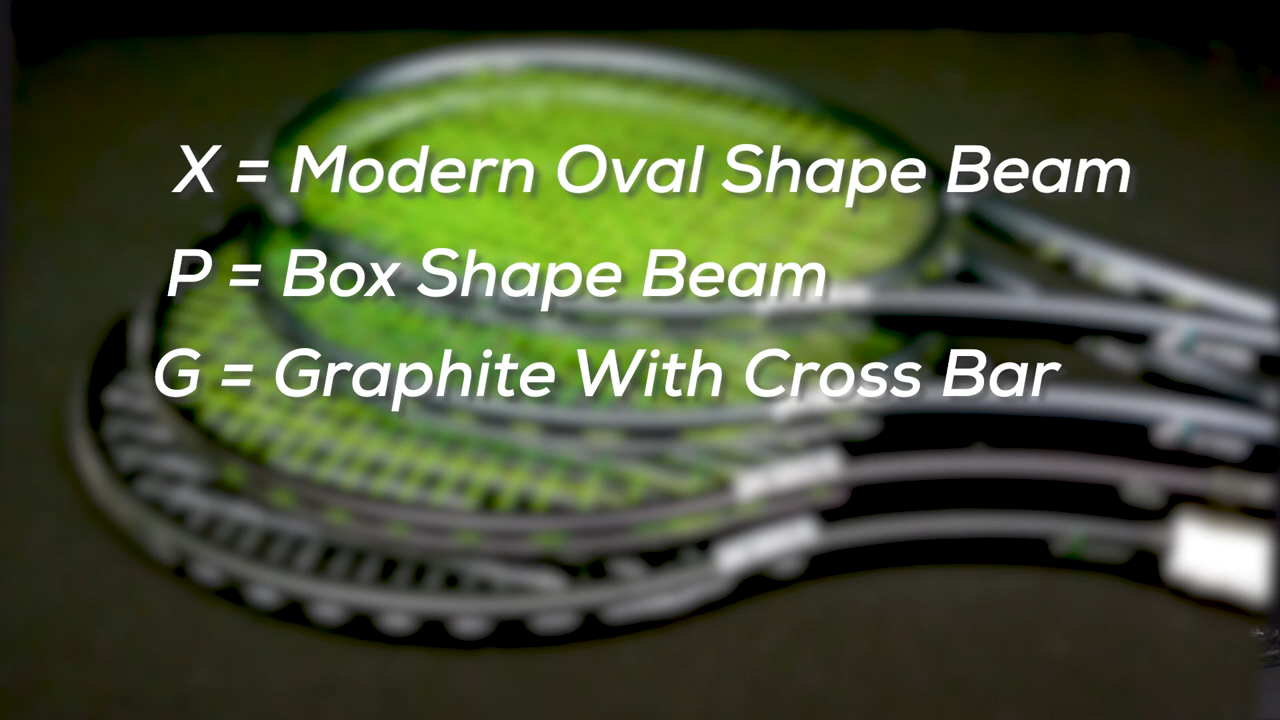 X = Modern Oval Shape Beam
P = Box Shape Beam
G = Graphite With Cross Bar